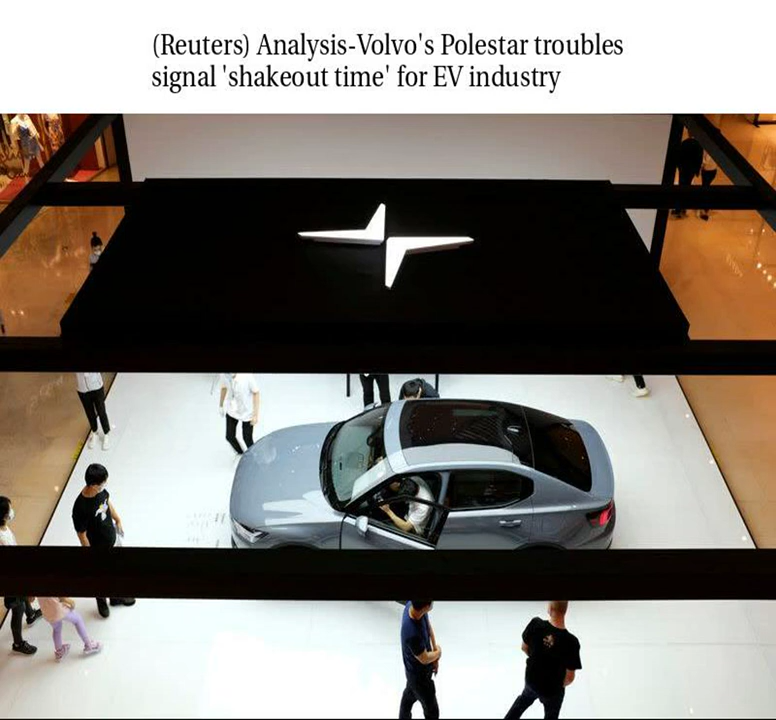 (Reuters) Analysis-Volvo's Polestar troubles
signal 'shakeout time' for EV industry